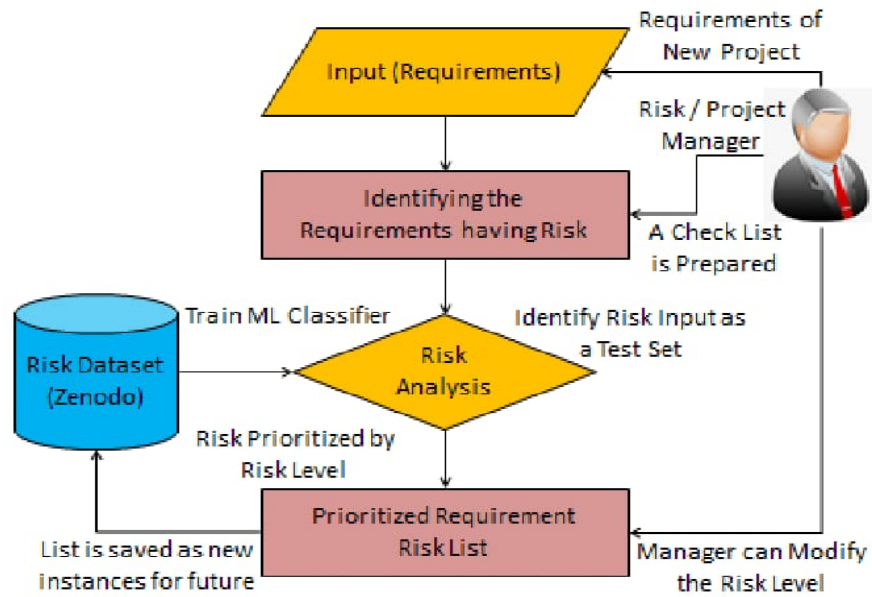 Requirements of
New Project
Input (Requirements)
Risk / Project
Manager
Identifying the
Requirements having Risk
A Check List
is Prepared
Train ML Classifier
Identify Risk Input as
a Test Set
Risk
Analysis
Risk Dataset
(Zenodo)
Risk Prioritized by
Risk Level
Prioritized Requirement
Risk List
List is saved as new
instances for future
Manager can Modify
the Risk Level